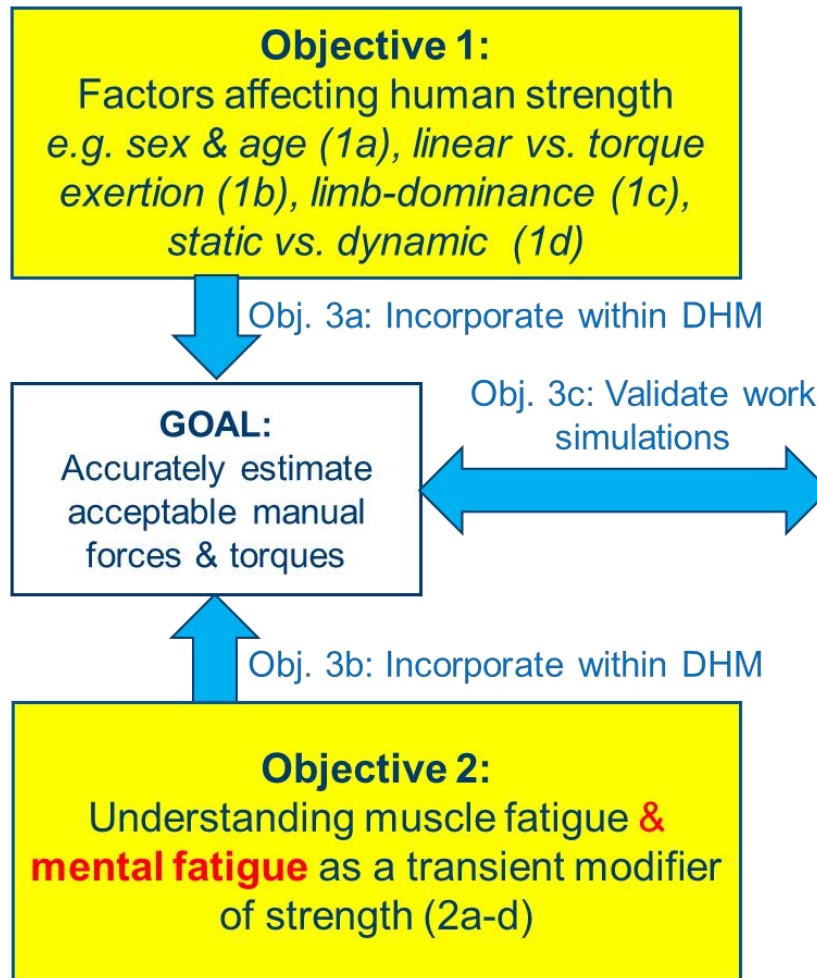 Objective 1:
Factors affecting human strength
e.g. sex & age (1a), linear vs. torque
exertion (1b), limb-dominance (1c),
static vs. dynamic (1d)
Obj. 3a: Incorporate within DHM
GOAL:
Accurately estimate
acceptable manual
forces & torques
Obj. 3c: Validate work
simulations
Obj. 3b: Incorporate within DHM
Objective 2:
Understanding muscle fatigue &
mental fatigue as a transient modifier
of strength (2a-d)